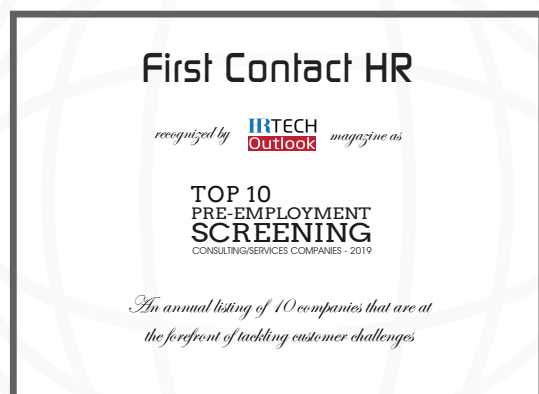 First Contact HR
recognized by HRTECH Outlook magazine as
TOP 10
PRE-EMPLOYMENT
SCREENING
CONSULTING/SERVICES COMPANIES - 2019
An annual listing of 10 companies that are at
the forefront of tackling customer challenges